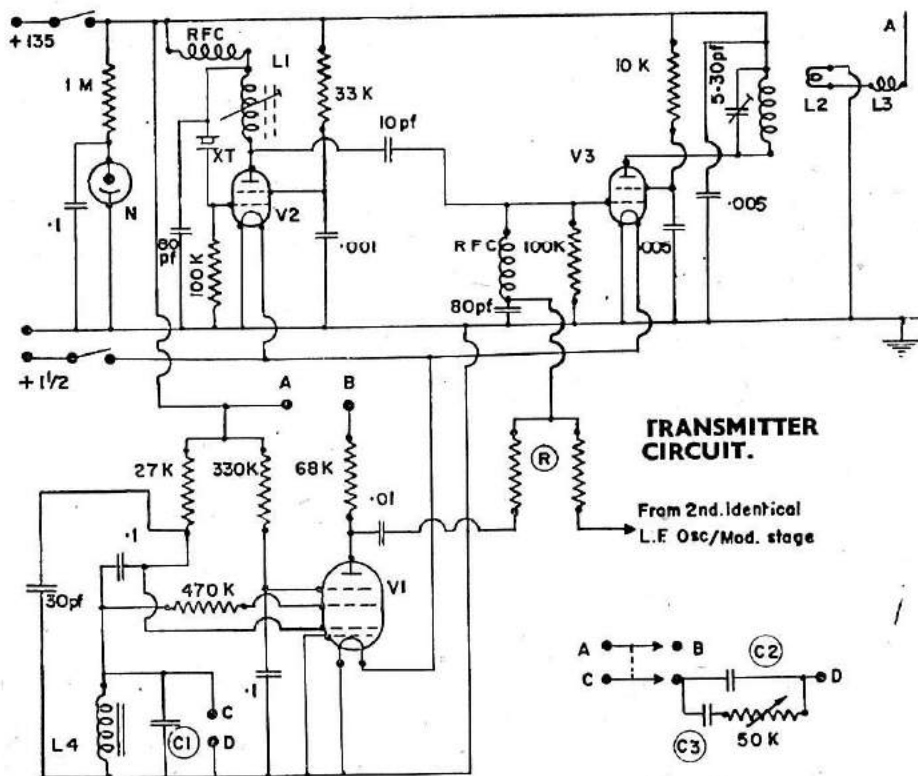 + 135
RFC
L1
1 M
33 K
10pf
10 K
5-30pf
A
L2
L3
XT
V2
V3
N
·1
80 pf
100K
·001
RFC
100K
·005
·005
80pf
+ 1½
A
B
27 K
330K
68K
·01
R
TRANSMITTER
CIRCUIT.
From 2nd. Identical
L.F. Osc/Mod. stage
·1
470 K
V1
30pf
·1
A
B
C2
C
D
C3
50 K
L4
C1
C
D